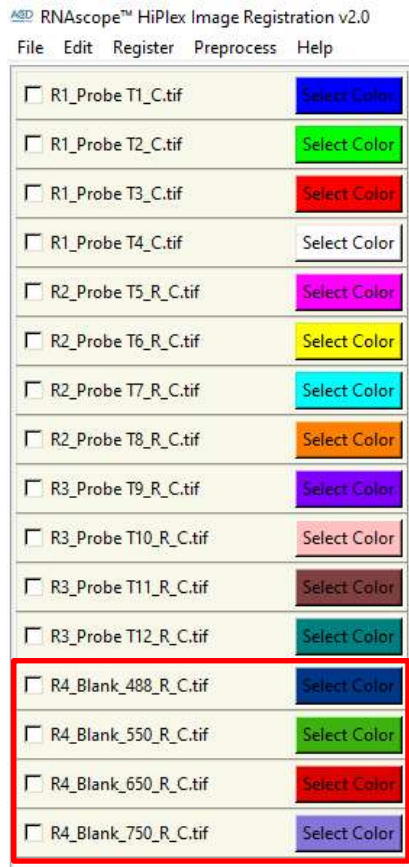 ACD RNAscope™ HiPlex Image Registration v2.0
File Edit Register Preprocess Help
R1_Probe T1_C.tif Select Color
R1_Probe T2_C.tif Select Color
R1_Probe T3_C.tif Select Color
R1_Probe T4_C.tif Select Color
R2_Probe T5_R_C.tif Select Color
R2_Probe T6_R_C.tif Select Color
R2_Probe T7_R_C.tif Select Color
R2_Probe T8_R_C.tif Select Color
R3_Probe T9_R_C.tif Select Color
R3_Probe T10_R_C.tif Select Color
R3_Probe T11_R_C.tif Select Color
R3_Probe T12_R_C.tif Select Color
R4_Blank_488_R_C.tif Select Color
R4_Blank_550_R_C.tif Select Color
R4_Blank_650_R_C.tif Select Color
R4_Blank_750_R_C.tif Select Color